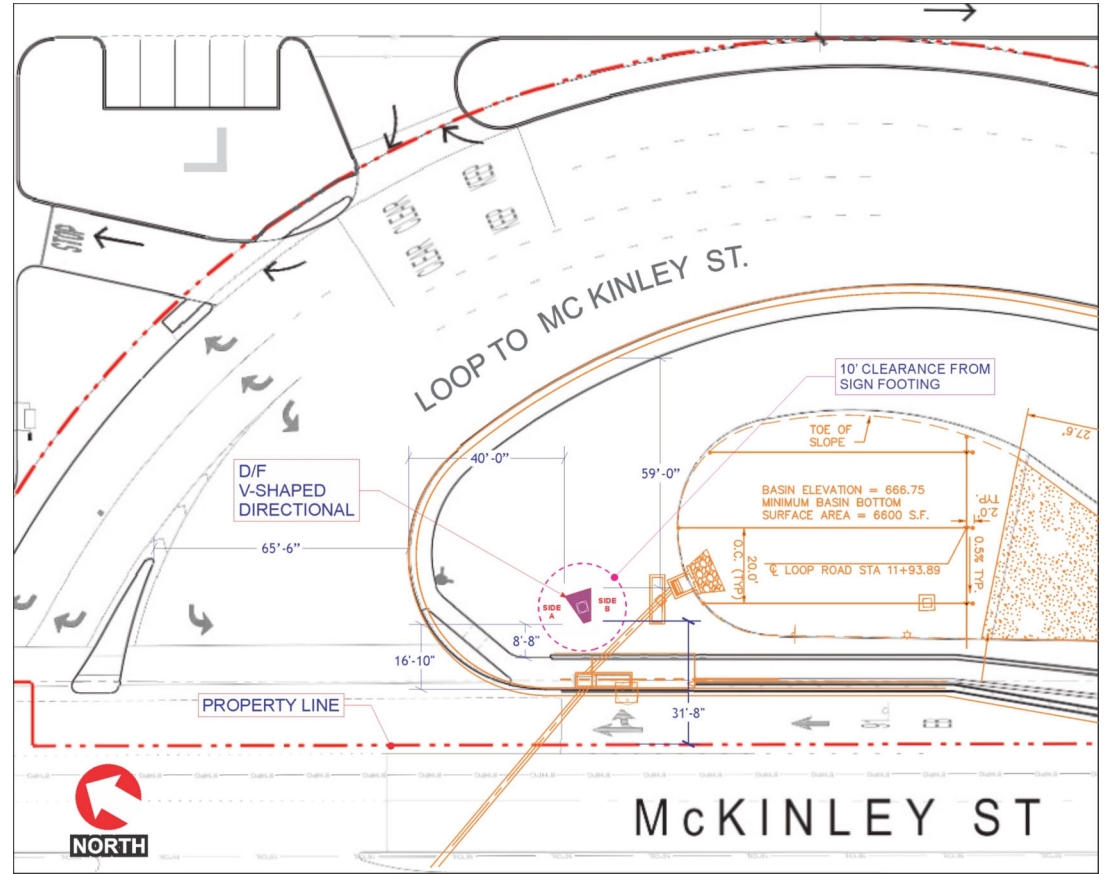 STOP
OVER
OVER
LOOP TO MC KINLEY ST.
10' CLEARANCE FROM
SIGN FOOTING
TOE OF
SLOPE
27.6'
40'-0"
59'-0"
D/F
V-SHAPED
DIRECTIONAL
BASIN ELEVATION = 666.75
MINIMUM BASIN BOTTOM
SURFACE AREA = 6600 S.F.
2.0'
TYP.
65'-6"
20.0'
O.C. (TYP)
0.5% TYP
℄ LOOP ROAD STA 11+93.89
SIDE
A
SIDE
B
8'-8"
16'-10"
31'-8"
PROPERTY LINE
McKINLEY ST
NORTH